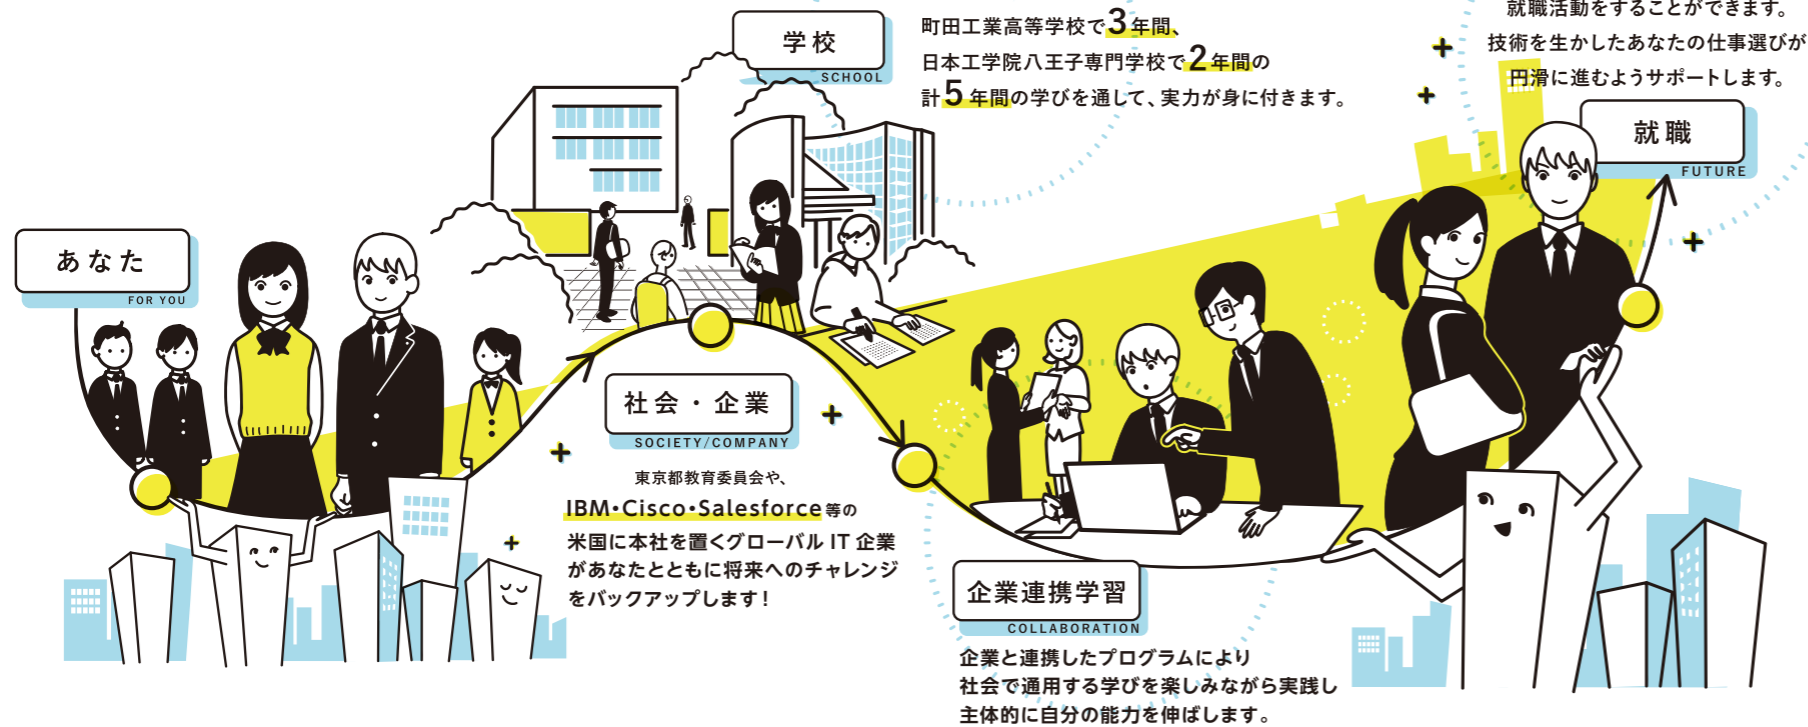 あなた
FOR YOU
学校
SCHOOL
町田工業高等学校で3年間、
日本工学院八王子専門学校で2年間の
計5年間の学びを通して、実力が身に付きます。
社会・企業
SOCIETY/COMPANY
東京都教育委員会や、
IBM・Cisco・Salesforce等の
米国に本社を置くグローバル IT 企業
があなたとともに将来へのチャレンジ
をバックアップします!
企業連携学習
COLLABORATION
企業と連携したプログラムにより
社会で通用する学びを楽しみながら実践し
主体的に自分の能力を伸ばします。
就職活動をすることができます。
技術を生かしたあなたの仕事選びが
円滑に進むようサポートします。
就職
FUTURE